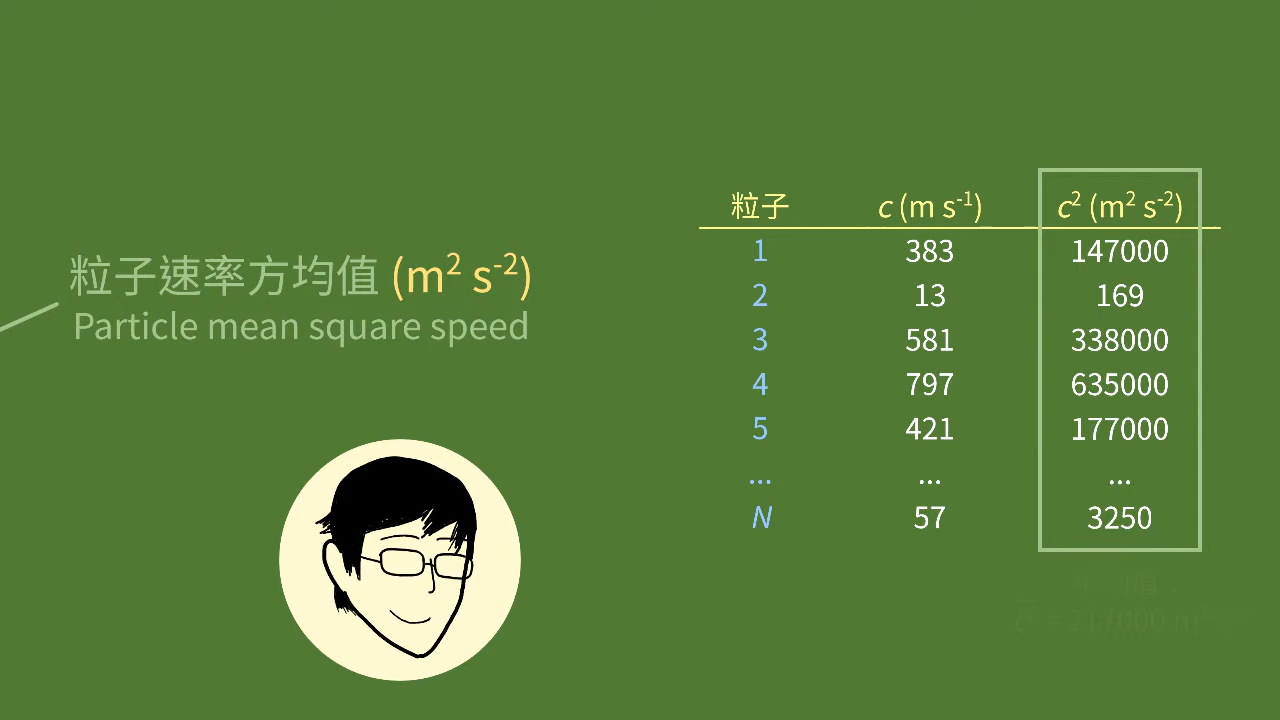 粒子速率方均值 (m² s⁻²)
Particle mean square speed
粒子 c (m s⁻¹) c² (m² s⁻²)
1 383 147000
2 13 169
3 581 338000
4 797 635000
5 421 177000
... ... ...
N 57 3250